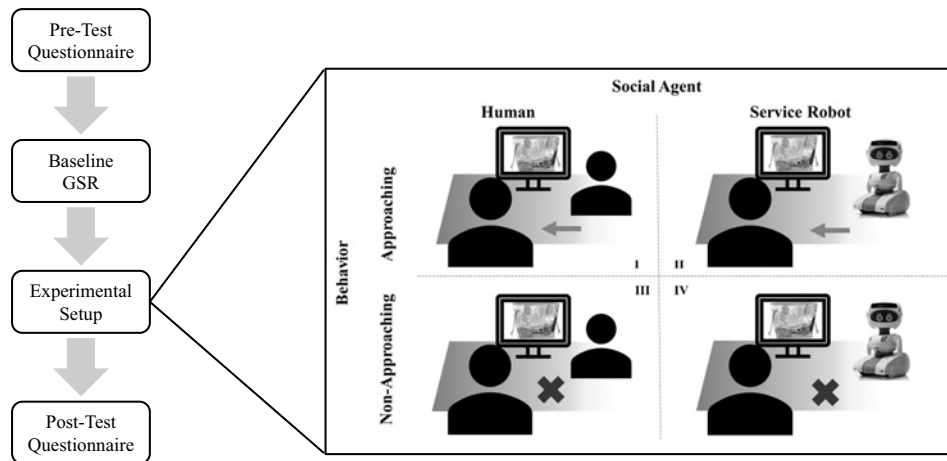 Pre-Test
Questionnaire
Baseline
GSR
Experimental
Setup
Post-Test
Questionnaire
Social Agent
Human
Service Robot
Behavior
Approaching
Non-Approaching
I
II
III
IV